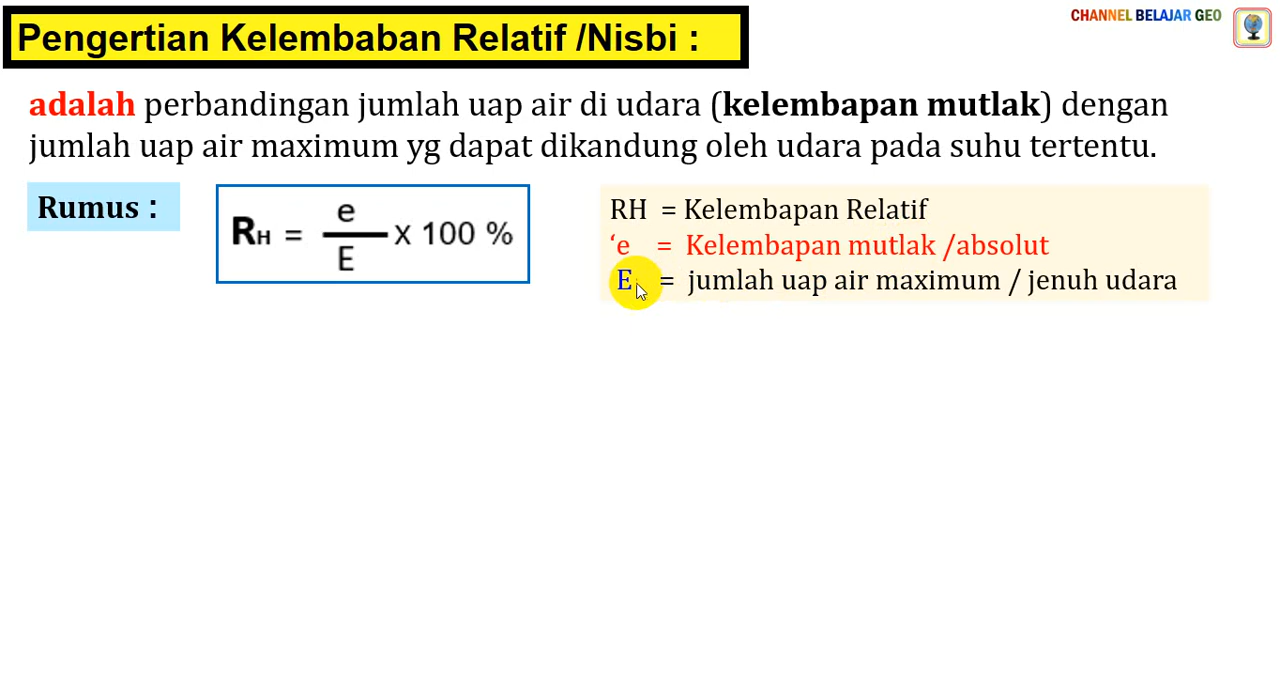 CHANNEL BELAJAR GEO
Pengertian Kelembaban Relatif /Nisbi :
adalah perbandingan jumlah uap air di udara (kelembapan mutlak) dengan
jumlah uap air maximum yg dapat dikandung oleh udara pada suhu tertentu.
Rumus :
RH = e/E x 100 %
RH = Kelembapan Relatif
‘e = Kelembapan mutlak /absolut
E = jumlah uap air maximum / jenuh udara